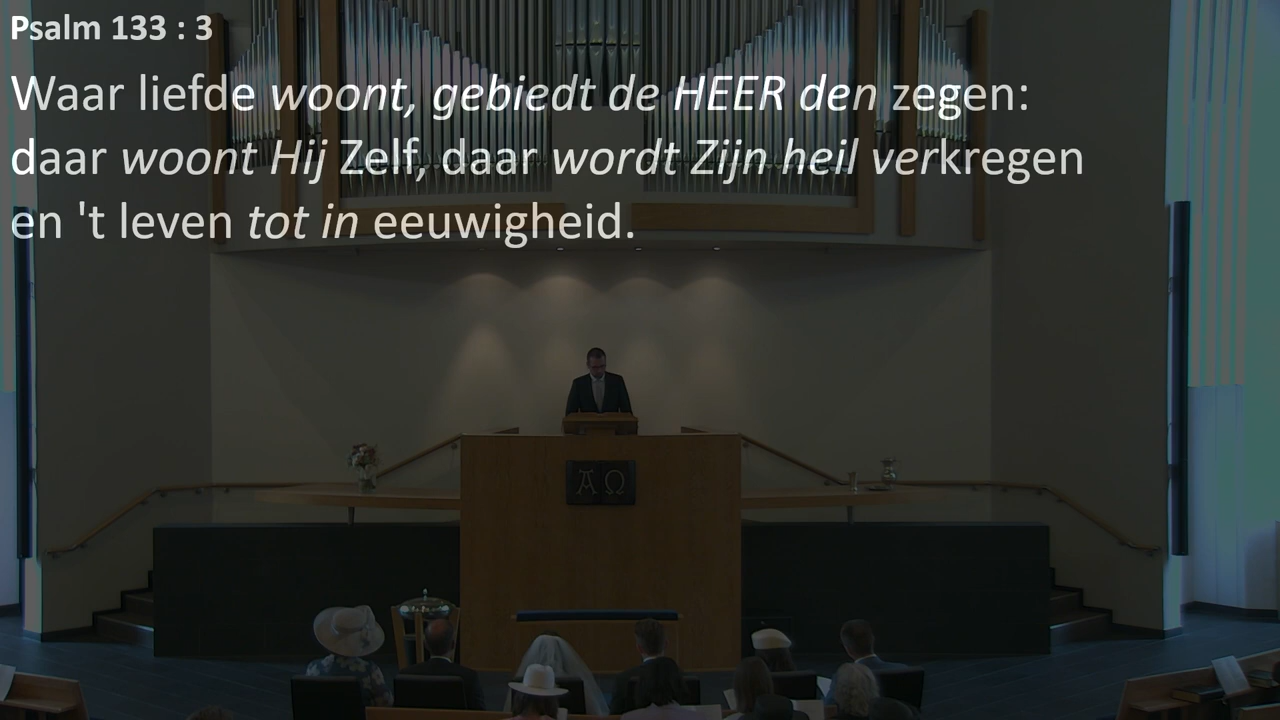 Psalm 133 : 3
Waar liefde woont, gebiedt de HEER den zegen:
daar woont Hij Zelf, daar wordt Zijn heil verkregen
en 't leven tot in eeuwigheid.
Α Ω